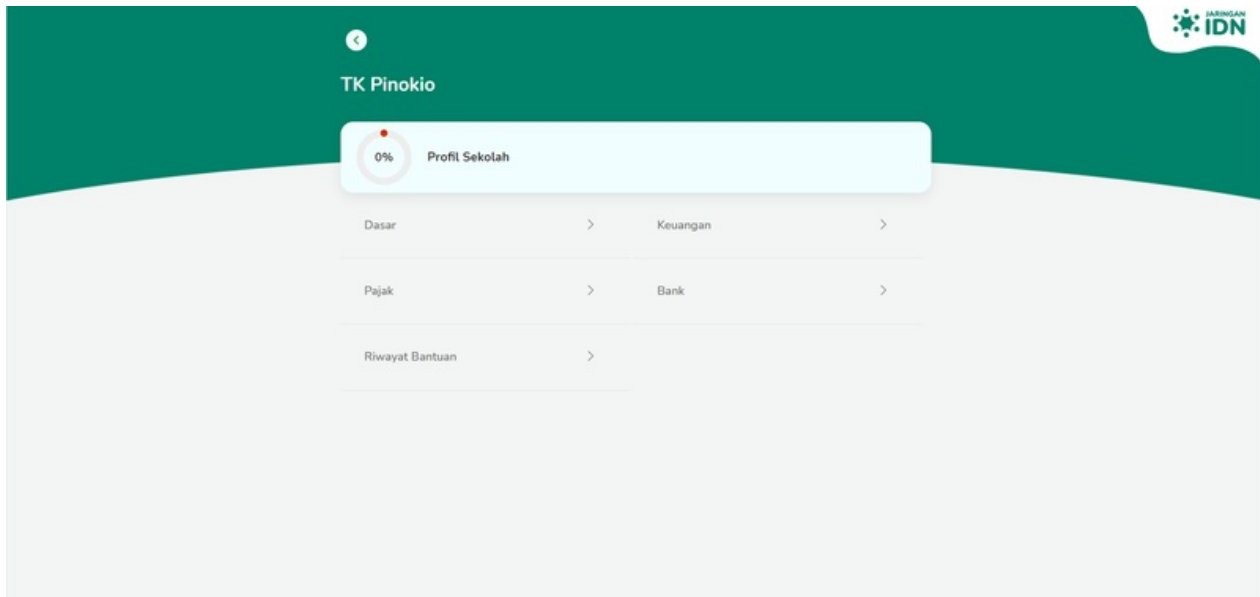 JARINGAN
IDN
TK Pinokio
0% Profil Sekolah
Dasar Keuangan
Pajak Bank
Riwayat Bantuan